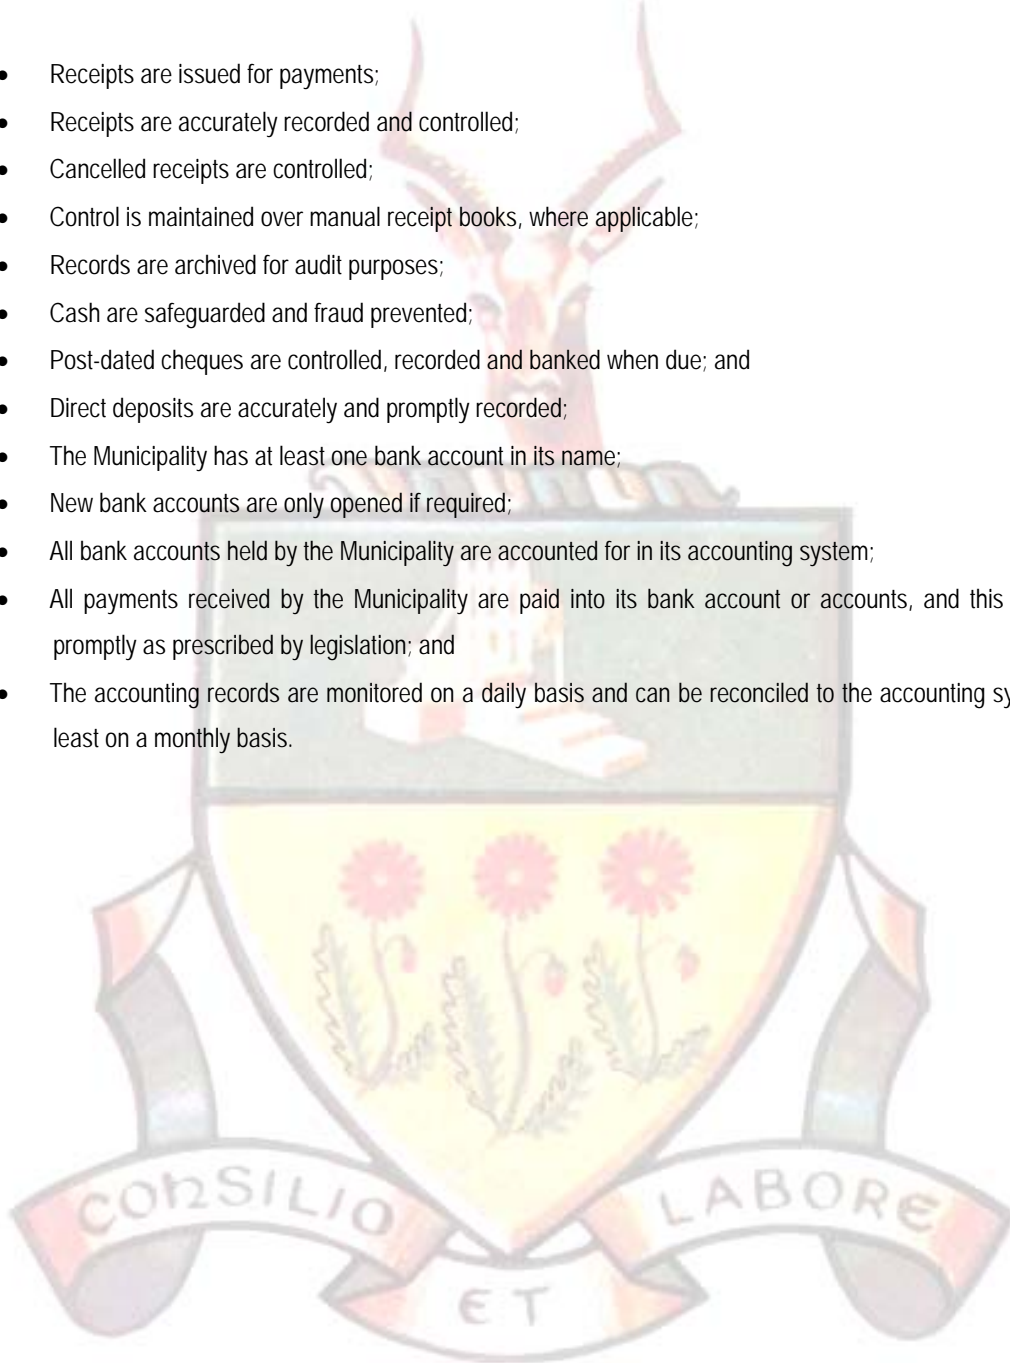 • Receipts are issued for payments;
• Receipts are accurately recorded and controlled;
• Cancelled receipts are controlled;
• Control is maintained over manual receipt books, where applicable;
• Records are archived for audit purposes;
• Cash are safeguarded and fraud prevented;
• Post-dated cheques are controlled, recorded and banked when due; and
• Direct deposits are accurately and promptly recorded;
• The Municipality has at least one bank account in its name;
• New bank accounts are only opened if required;
• All bank accounts held by the Municipality are accounted for in its accounting system;
• All payments received by the Municipality are paid into its bank account or accounts, and this
promptly as prescribed by legislation; and
• The accounting records are monitored on a daily basis and can be reconciled to the accounting
least on a monthly basis.
CONSILIO
ET
LABORE